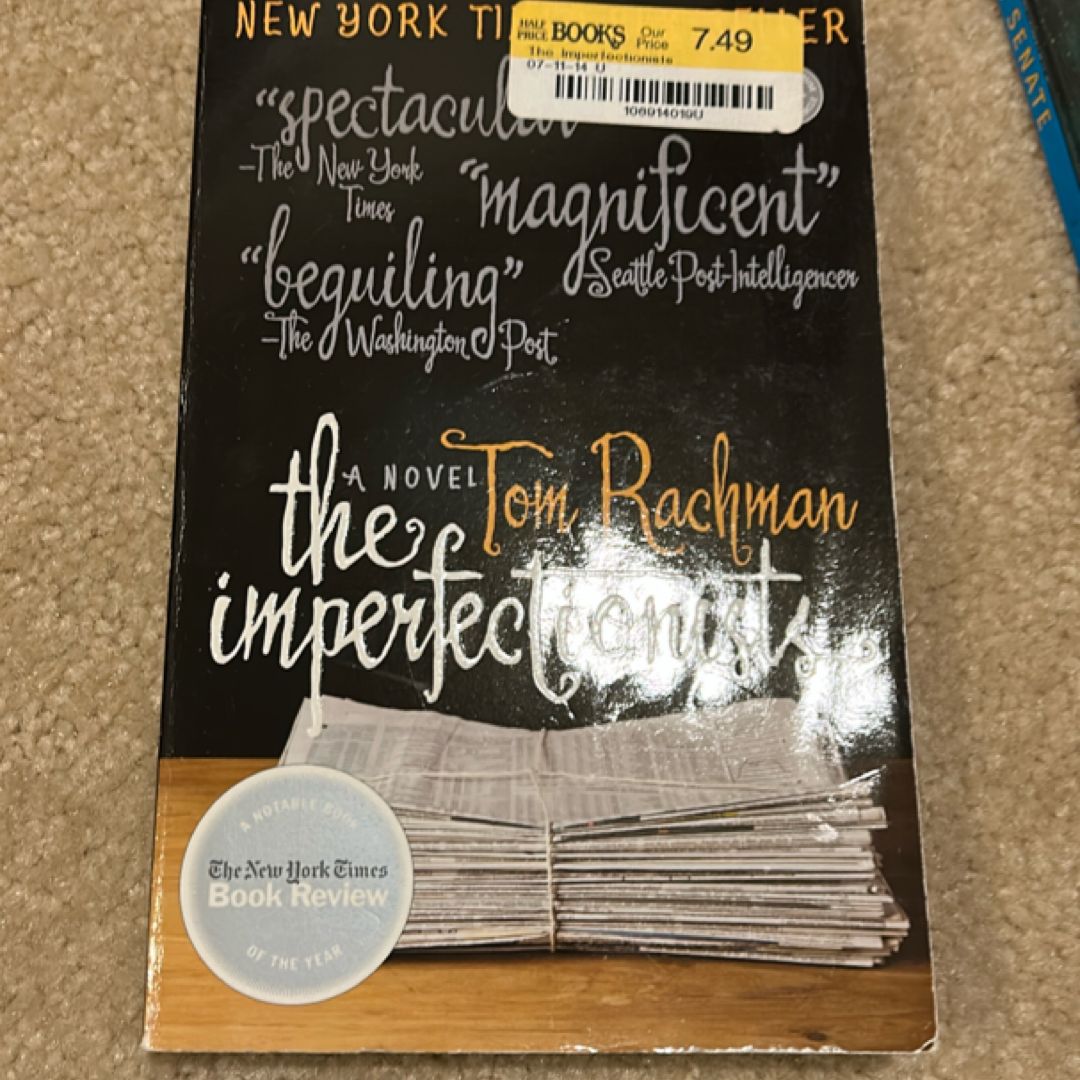 NEW YORK TI ER
HALF PRICE BOOKS Our Price 7.49
The Imperfectionists
07-11-14 U
106914019U
"spectacular
–The New York
Times
"magnificent"
–Seattle Post-Intelligencer
"beguiling"
–The Washington Post
A NOVEL
Tom Rachman
the
imperfectionists
A NOTABLE BOOK
The New York Times
Book Review
OF THE YEAR
SENATE